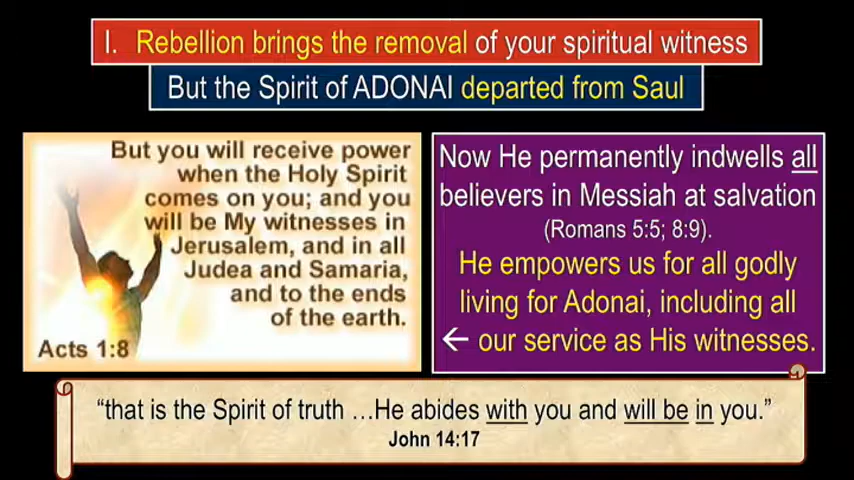 I. Rebellion brings the removal of your spiritual witness
But the Spirit of ADONAI departed from Saul
But you will receive power
when the Holy Spirit
comes on you; and you
will be My witnesses in
Jerusalem, and in all
Judea and Samaria,
and to the ends
of the earth.
Acts 1:8
Now He permanently indwells all
believers in Messiah at salvation
(Romans 5:5; 8:9).
He empowers us for all godly
living for Adonai, including all
← our service as His witnesses.
“that is the Spirit of truth …He abides with you and will be in you.”
John 14:17